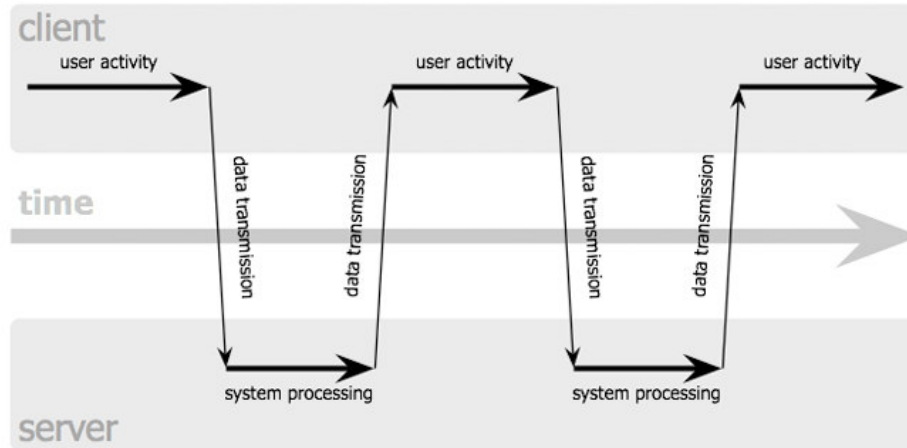 client
user activity
user activity
user activity
data transmission
data transmission
data transmission
data transmission
time
system processing
system processing
server